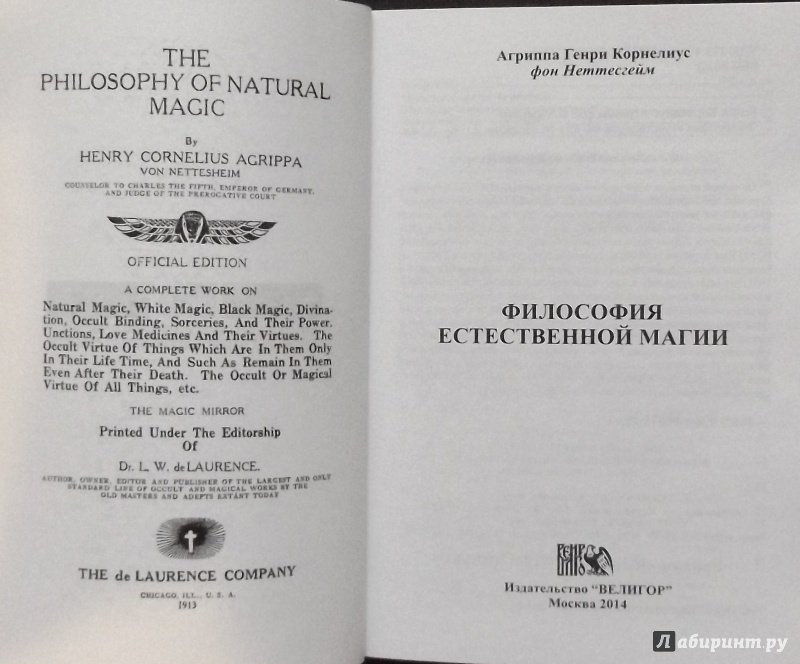 THE
PHILOSOPHY OF NATURAL
MAGIC
By
HENRY CORNELIUS AGRIPPA
VON NETTESHEIM
COUNSELOR TO CHARLES THE FIFTH, EMPEROR OF GERMANY,
AND JUDGE OF THE PREROGATIVE COURT
OFFICIAL EDITION
A COMPLETE WORK ON
Natural Magic, White Magic, Black Magic, Divina-
tion, Occult Binding, Sorceries, And Their Power.
Unctions, Love Medicines And Their Virtues. The
Occult Virtue Of Things Which Are In Them Only
In Their Life Time, And Such As Remain In Them
Even After Their Death. The Occult Or Magical
Virtue Of All Things, etc.
THE MAGIC MIRROR
Printed Under The Editorship
Of
Dr. L. W. deLAURENCE.
AUTHOR, OWNER, EDITOR AND PUBLISHER OF THE LARGEST AND ONLY
STANDARD LINE OF OCCULT AND MAGICAL WORKS BY THE
OLD MASTERS AND ADEPTS EXTANT TODAY
THE de LAURENCE COMPANY
CHICAGO, ILL., U. S. A.
1913
Агриппа Генри Корнелиус
фон Неттесгейм
ФИЛОСОФИЯ
ЕСТЕСТВЕННОЙ МАГИИ
Издательство "ВЕЛИГОР"
Москва 2014
Лабиринт.ру